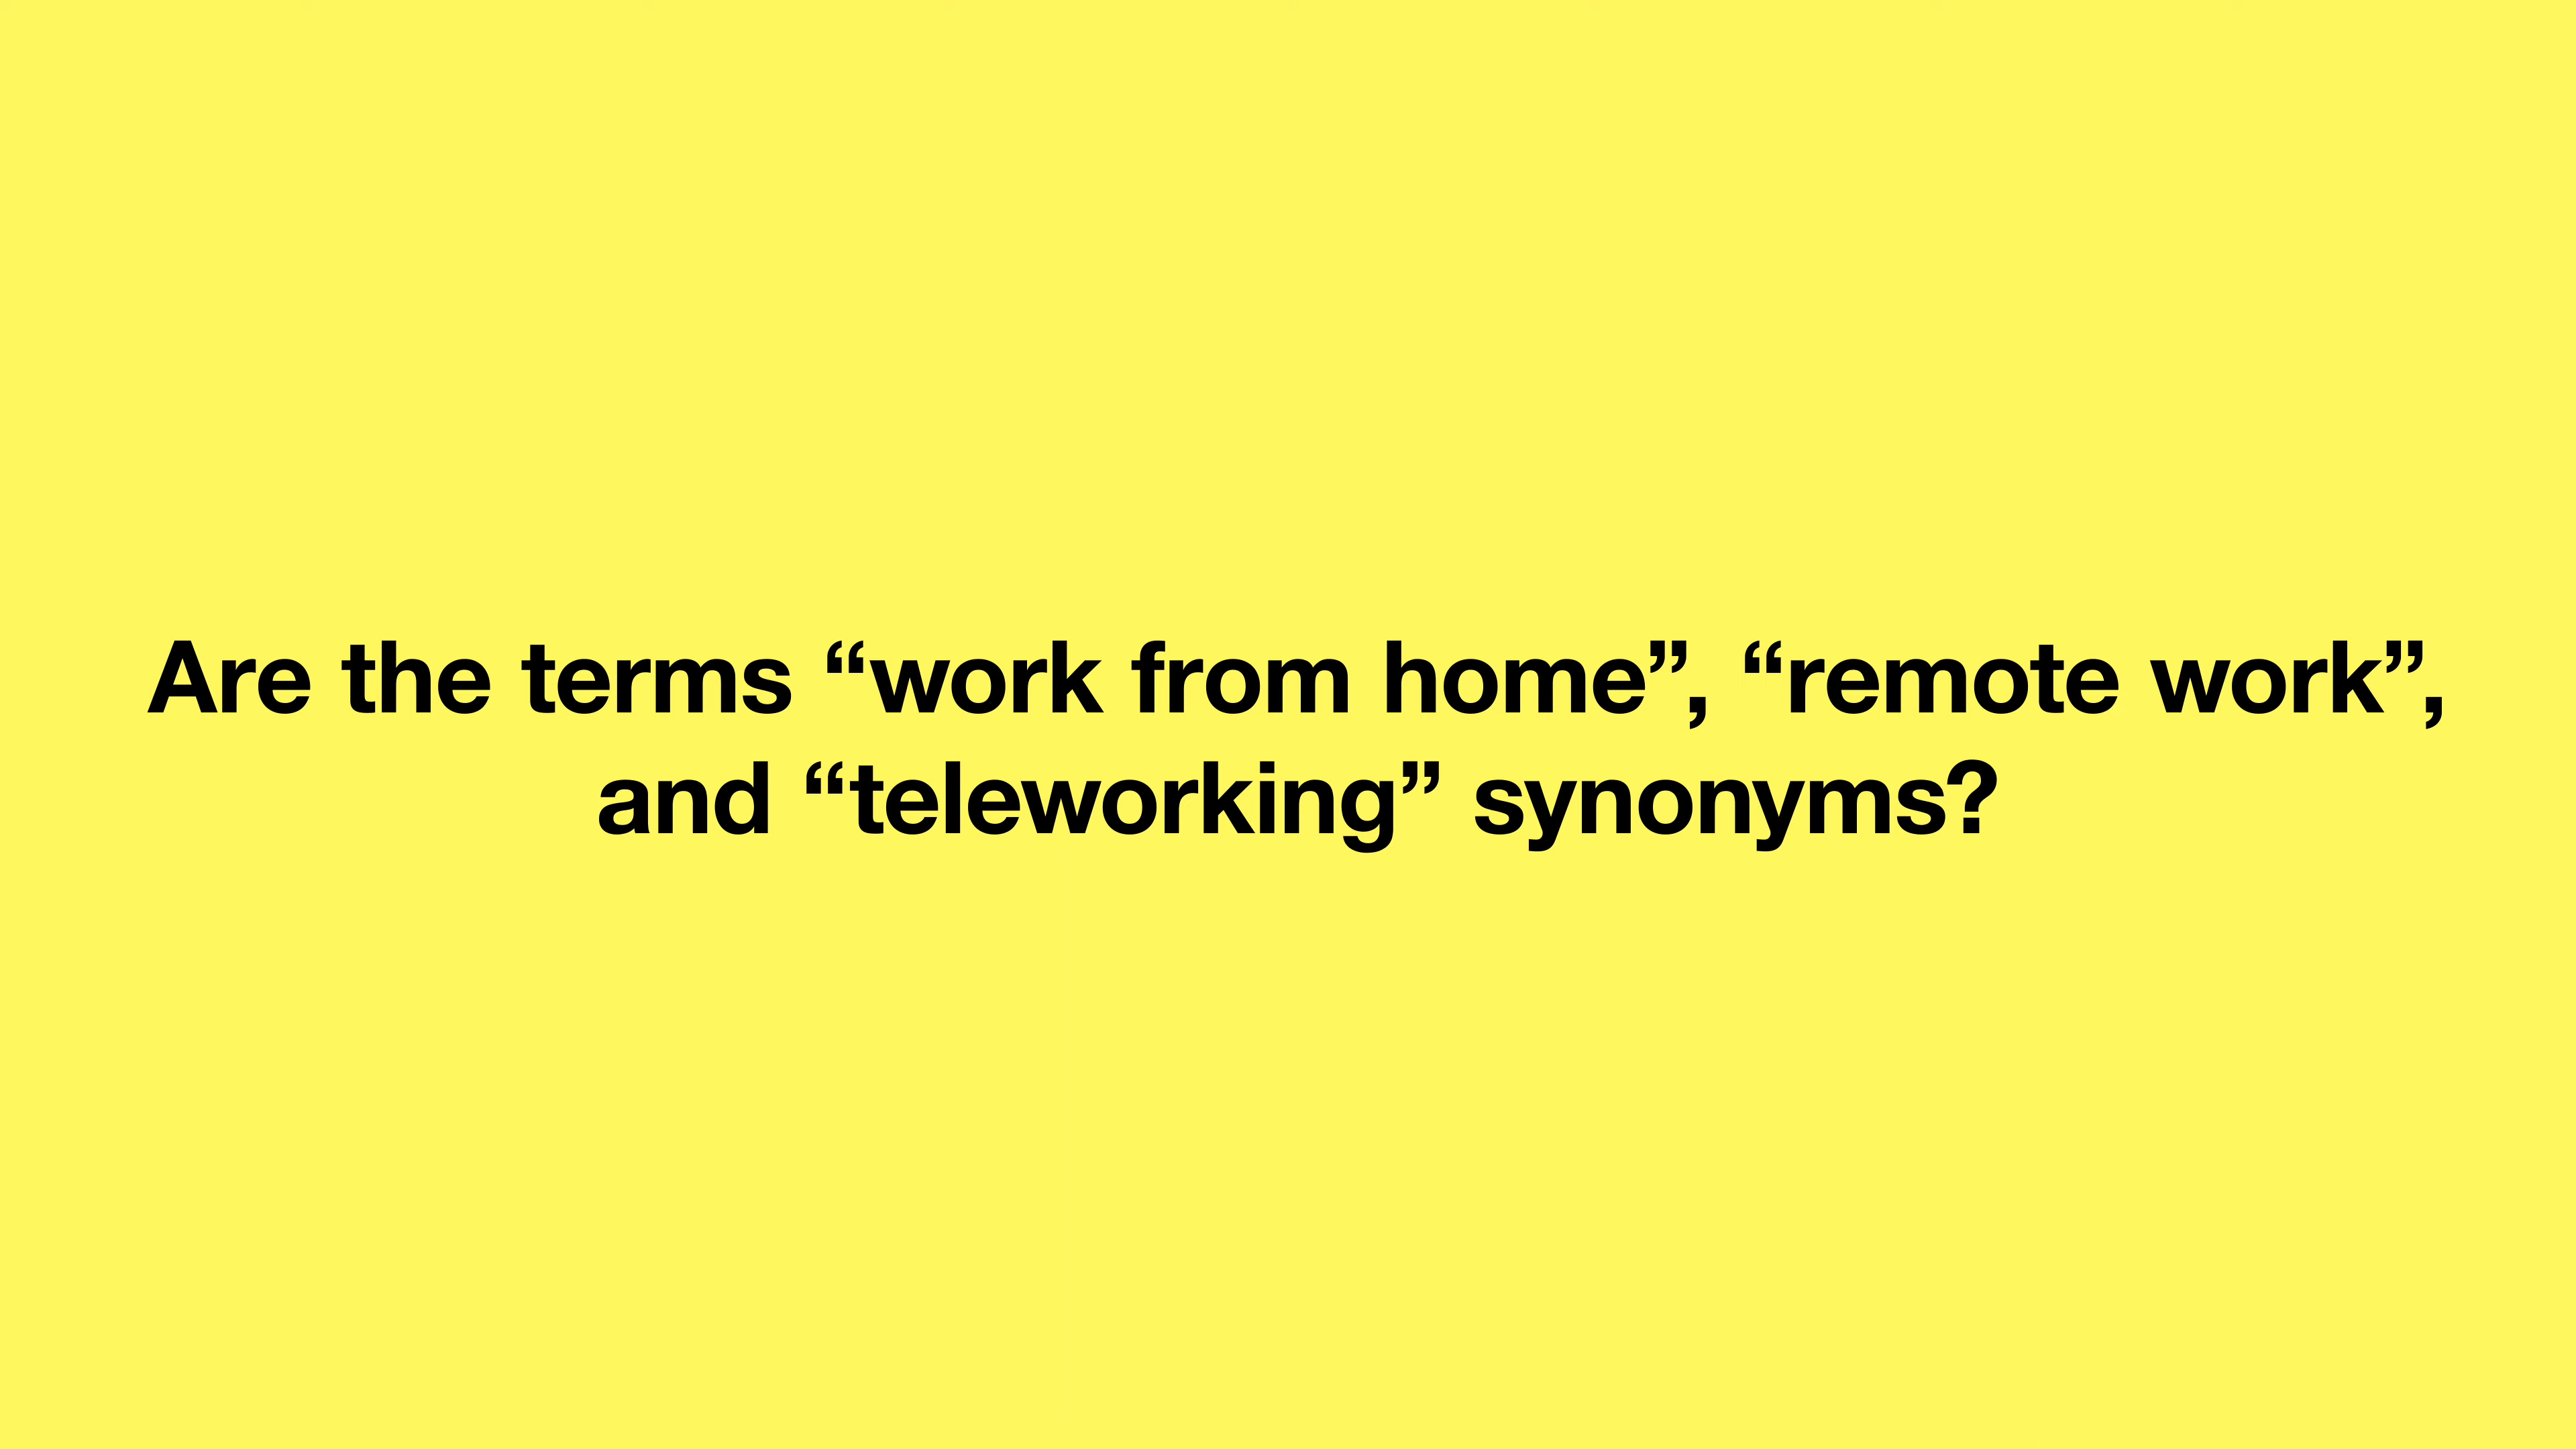 Are the terms “work from home”, “remote work”,
and “teleworking” synonyms?